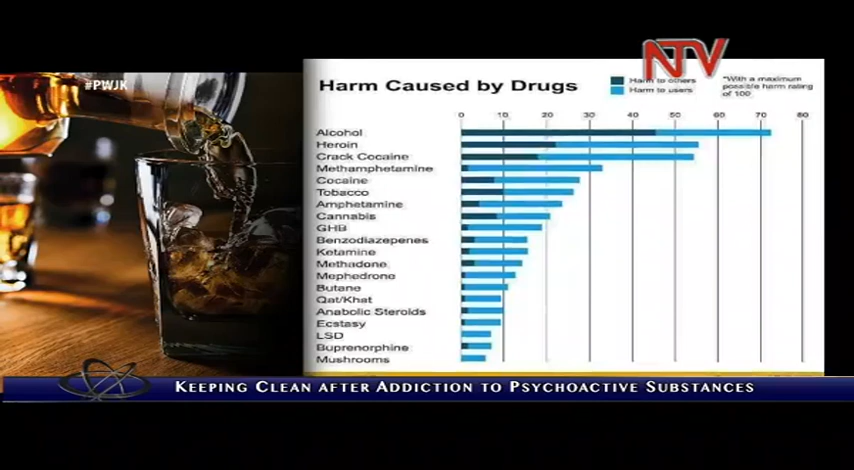 NTV
#PWJK
Harm Caused by Drugs
Harm to others
Harm to users
*With a maximum
possible harm rating
of 100
0 10 20 30 40 50 60 70 80
Alcohol
Heroin
Crack Cocaine
Methamphetamine
Cocaine
Tobacco
Amphetamine
Cannabis
GHB
Benzodiazepenes
Ketamine
Methadone
Mephedrone
Butane
Qat/Khat
Anabolic Steroids
Ecstasy
LSD
Buprenorphine
Mushrooms
KEEPING CLEAN AFTER ADDICTION TO PSYCHOACTIVE SUBSTANCES